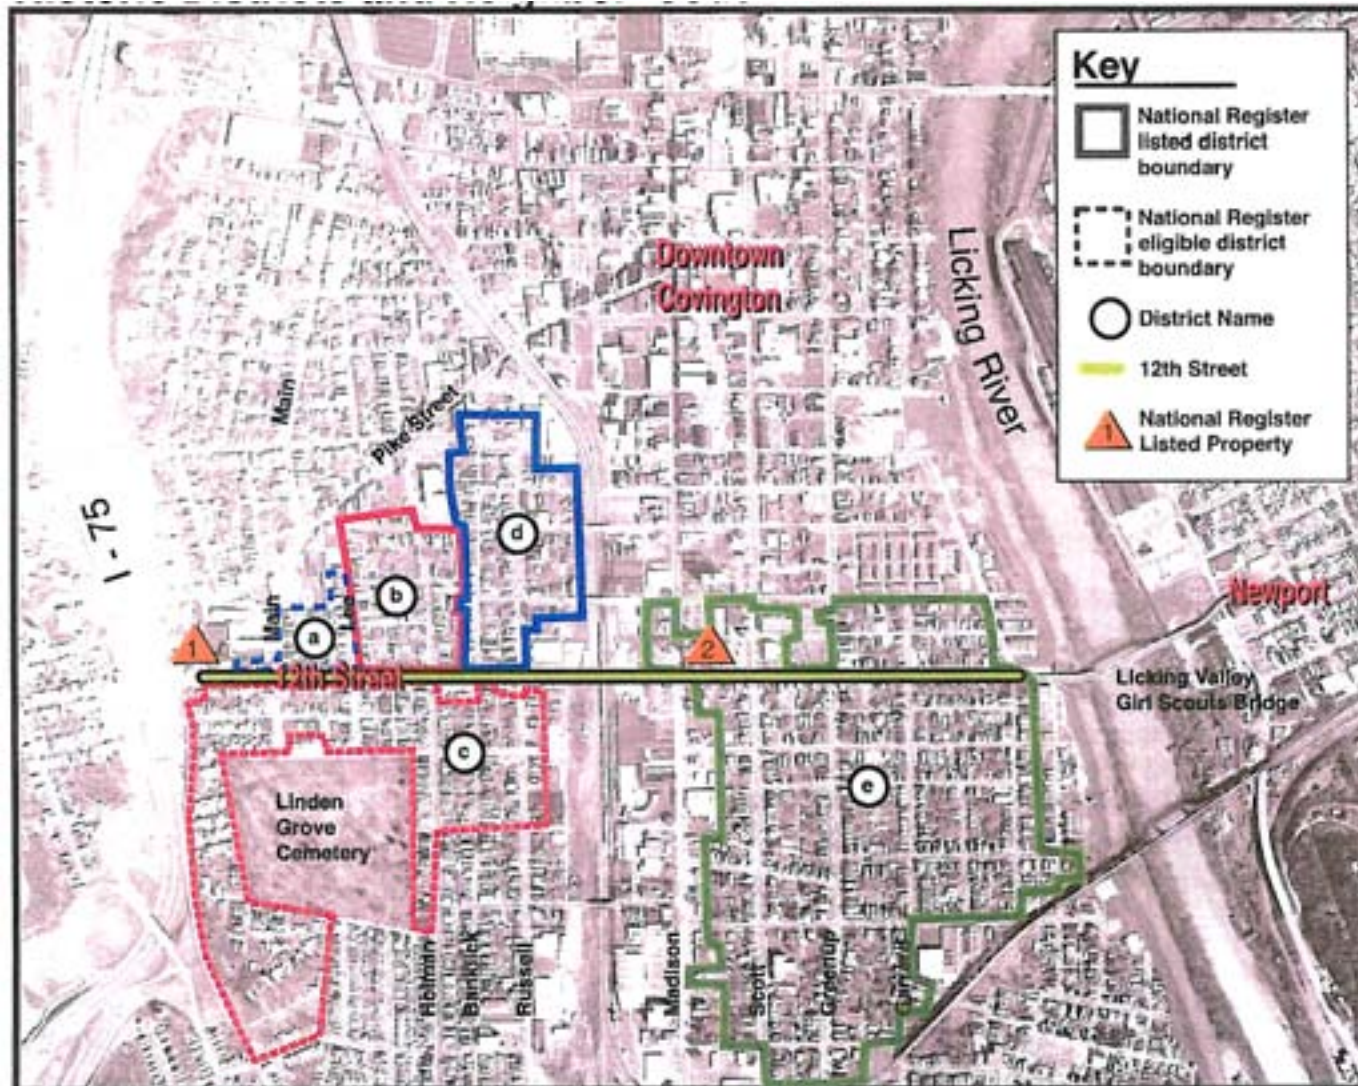 Key
National Register
listed district
boundary
National Register
eligible district
boundary
District Name
12th Street
1
National Register
Listed Property
Downtown
Covington
Licking River
Main
Pike Street
I - 75
d
b
Main
Lee
a
1
2
Newport
12th Street
Licking Valley
Girl Scouts Bridge
c
e
Linden
Grove
Cemetery
Holman
Banklick
Russell
Madison
Scott
Greenup